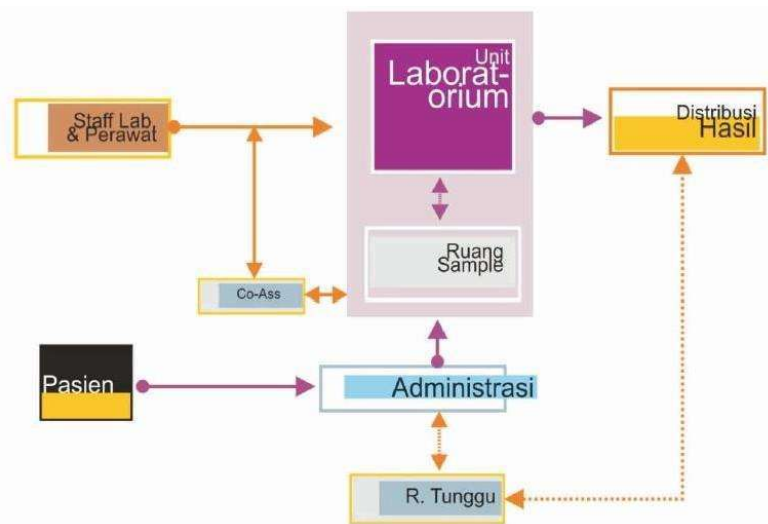 Unit
Laborat-
orium
Staff Lab.
& Perawat
Distribusi
Hasil
Ruang
Sample
Co-Ass
Pasien
Administrasi
R. Tunggu